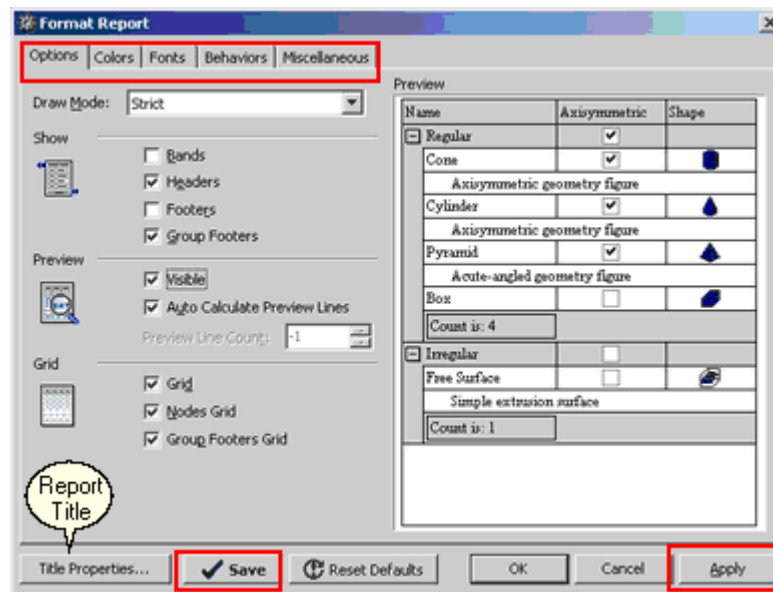 Format Report
Options Colors Fonts Behaviors Miscellaneous
Draw Mode: Strict
Show
Bands
Headers
Footers
Group Footers
Preview
Visible
Auto Calculate Preview Lines
Preview Line Count: -1
Grid
Grid
Nodes Grid
Group Footers Grid
Preview
Name Axisymmetric Shape
Regular
Cone
Axisymmetric geometry figure
Cylinder
Axisymmetric geometry figure
Pyramid
Acute-angled geometry figure
Box
Count is: 4
Irregular
Free Surface
Simple extrusion surface
Count is: 1
Report
Title
Title Properties... Save Reset Defaults OK Cancel Apply